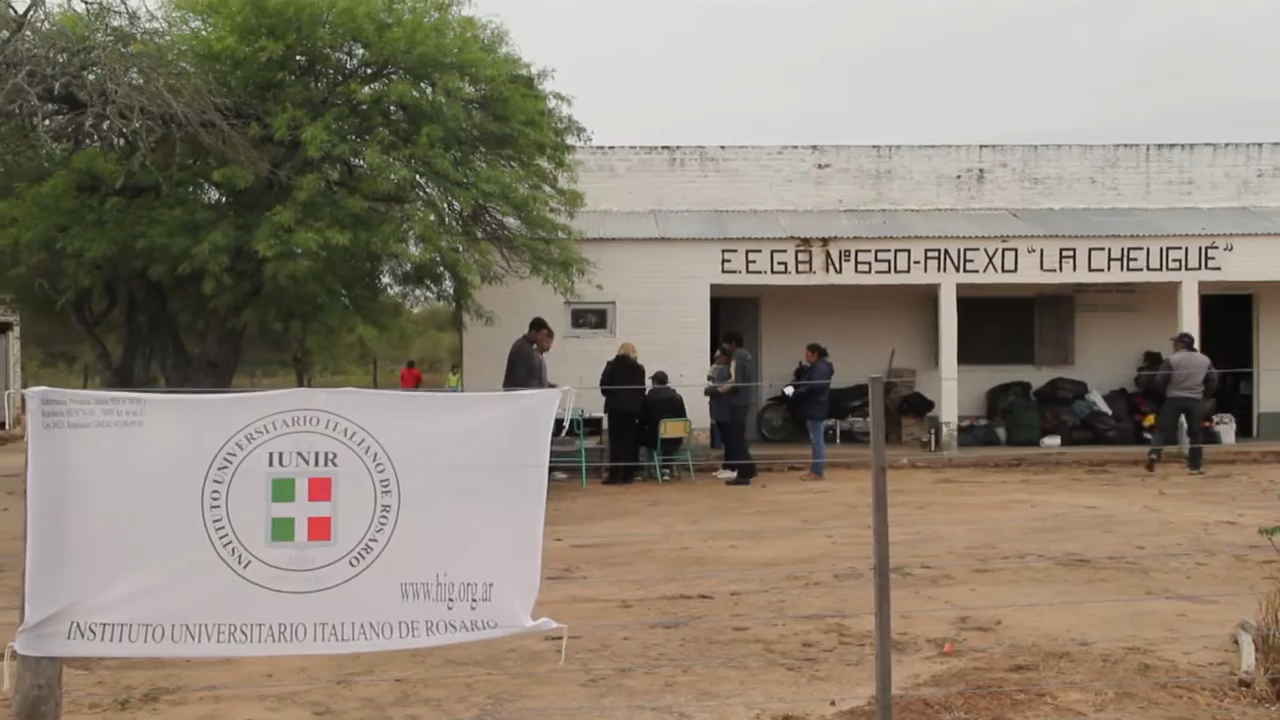 E.E.G.B. Nº650-ANEXO "LA CHEUGUÉ"
INSTITUTO UNIVERSITARIO ITALIANO DE ROSARIO
IUNIR
www.hig.org.ar
INSTITUTO UNIVERSITARIO ITALIANO DE ROSARIO